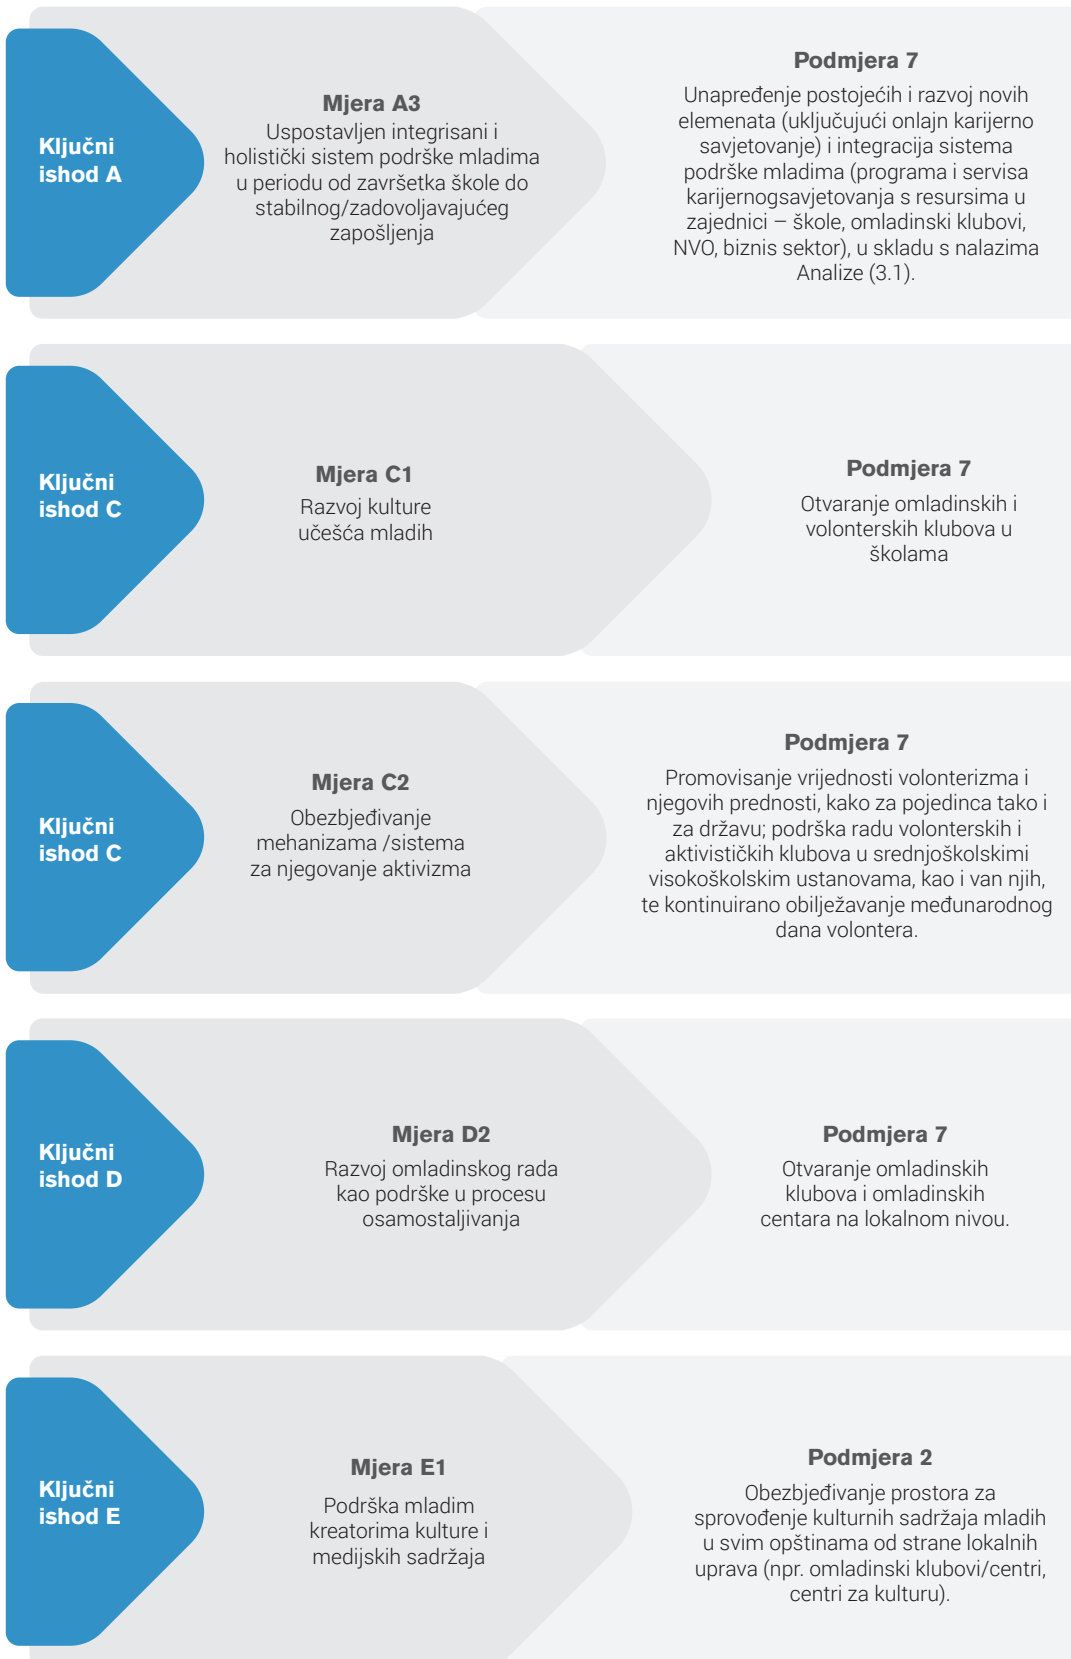 Ključni
ishod A
Mjera A3
Uspostavljen integrisani i
holistički sistem podrške mladima
u periodu od završetka škole do
stabilnog/zadovoljavajućeg
zapošljenja
Podmjera 7
Unapređenje postojećih i razvoj novih
elemenata (uključujući onlajn karijerno
savjetovanje) i integracija sistema
podrške mladima (programa i servisa
karijernogsavjetovanja s resursima u
zajednici – škole, omladinski klubovi,
NVO, biznis sektor), u skladu s nalazima
Analize (3.1).
Ključni
ishod C
Mjera C1
Razvoj kulture
učešća mladih
Podmjera 7
Otvaranje omladinskih i
volonterskih klubova u
školama
Ključni
ishod C
Mjera C2
Obezbjeđivanje
mehanizama /sistema
za njegovanje aktivizma
Podmjera 7
Promovisanje vrijednosti volonterizma i
njegovih prednosti, kako za pojedinca tako i
za državu; podrška radu volonterskih i
aktivističkih klubova u srednjoškolskimi
visokoškolskim ustanovama, kao i van njih,
te kontinuirano obilježavanje međunarodnog
dana volontera.
Ključni
ishod D
Mjera D2
Razvoj omladinskog rada
kao podrške u procesu
osamostaljivanja
Podmjera 7
Otvaranje omladinskih
klubova i omladinskih
centara na lokalnom nivou.
Ključni
ishod E
Mjera E1
Podrška mladim
kreatorima kulture i
medijskih sadržaja
Podmjera 2
Obezbjeđivanje prostora za
sprovođenje kulturnih sadržaja mladih
u svim opštinama od strane lokalnih
uprava (npr. omladinski klubovi/centri,
centri za kulturu).